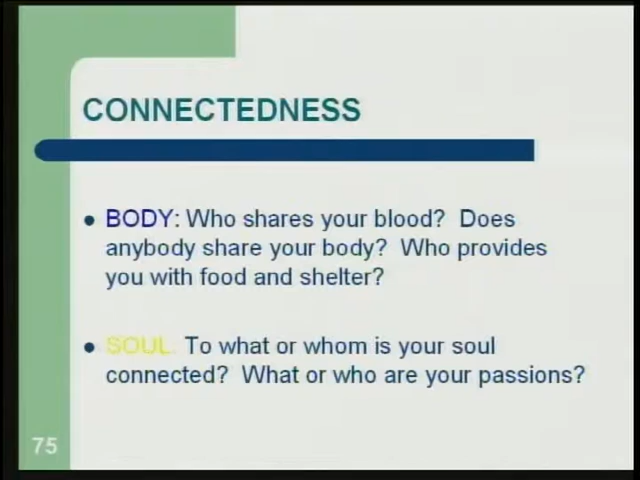 CONNECTEDNESS
BODY: Who shares your blood? Does
anybody share your body? Who provides
you with food and shelter?
SOUL: To what or whom is your soul
connected? What or who are your passions?
75